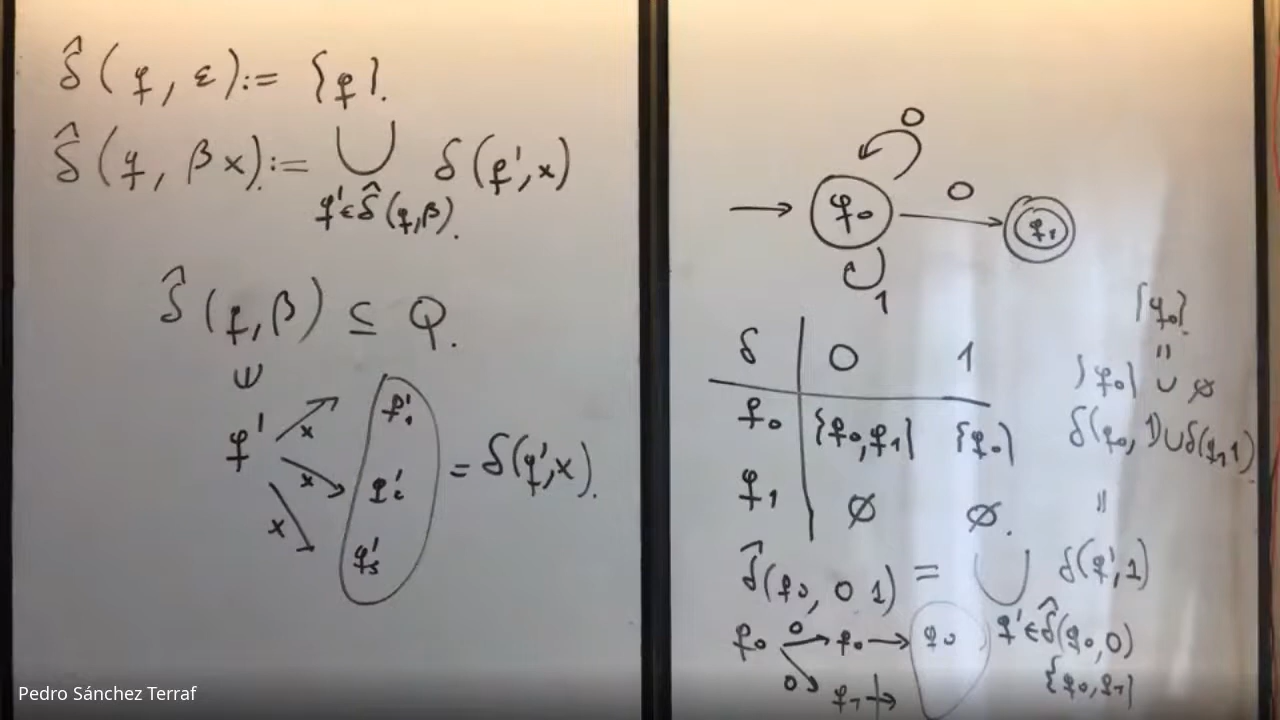 δ̂(q, ε) := {q}.
δ̂(q, βx) := ⋃ δ(q', x)
q' ∈ δ̂(q, β).
δ̂(q, β) ⊆ Q.
ψ
q' x q'₁
x q'₂ = δ(q', x).
x q'₃
0
0
→ q₀ → q₁
1
δ 0 1
q₀ {q₀, q₁} {q₀}
q₁ ∅ ∅.
{q₀}.
"
{q₀} ∪ ∅
δ(q₀, 1) ∪ δ(q₁, 1)
"
δ̂(q₀, 0 1) = ⋃ δ(q', 1)
q' ∈ δ̂(q₀, 0)
{q₀, q₁}
q₀ 0→ q₀ → q₀
0 q₁ ↛
Pedro Sánchez Terraf